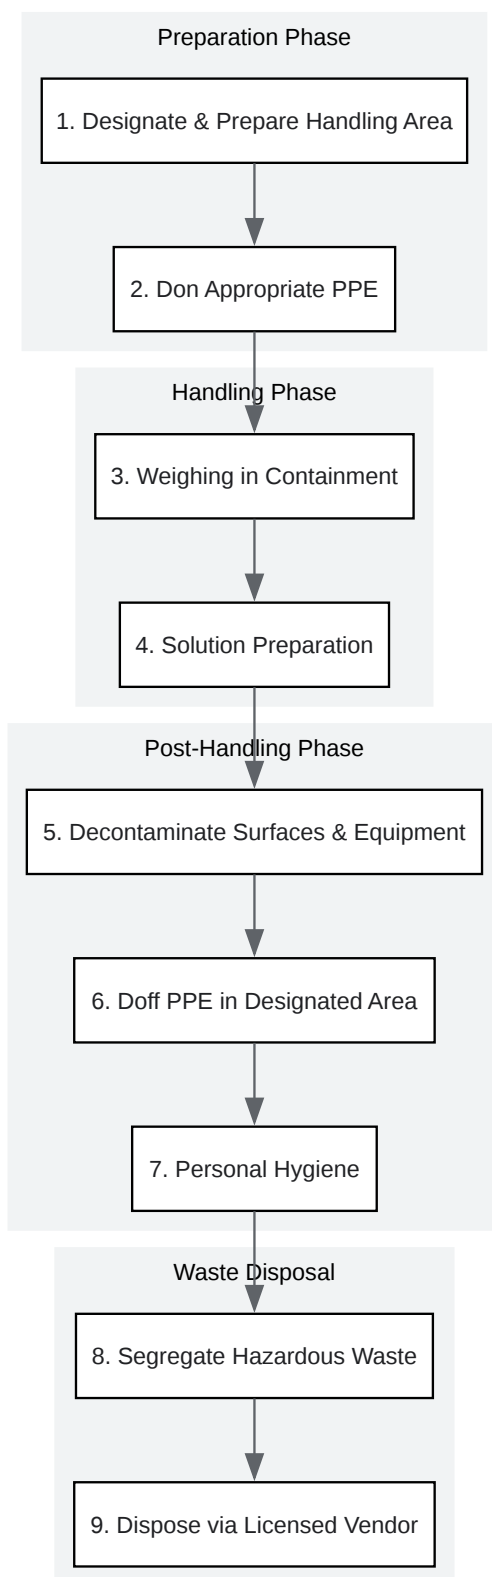 Preparation Phase
1. Designate & Prepare Handling Area
2. Don Appropriate PPE
Handling Phase
3. Weighing in Containment
4. Solution Preparation
Post-Handling Phase
5. Decontaminate Surfaces & Equipment
6. Doff PPE in Designated Area
7. Personal Hygiene
Waste Disposal
8. Segregate Hazardous Waste
9. Dispose via Licensed Vendor